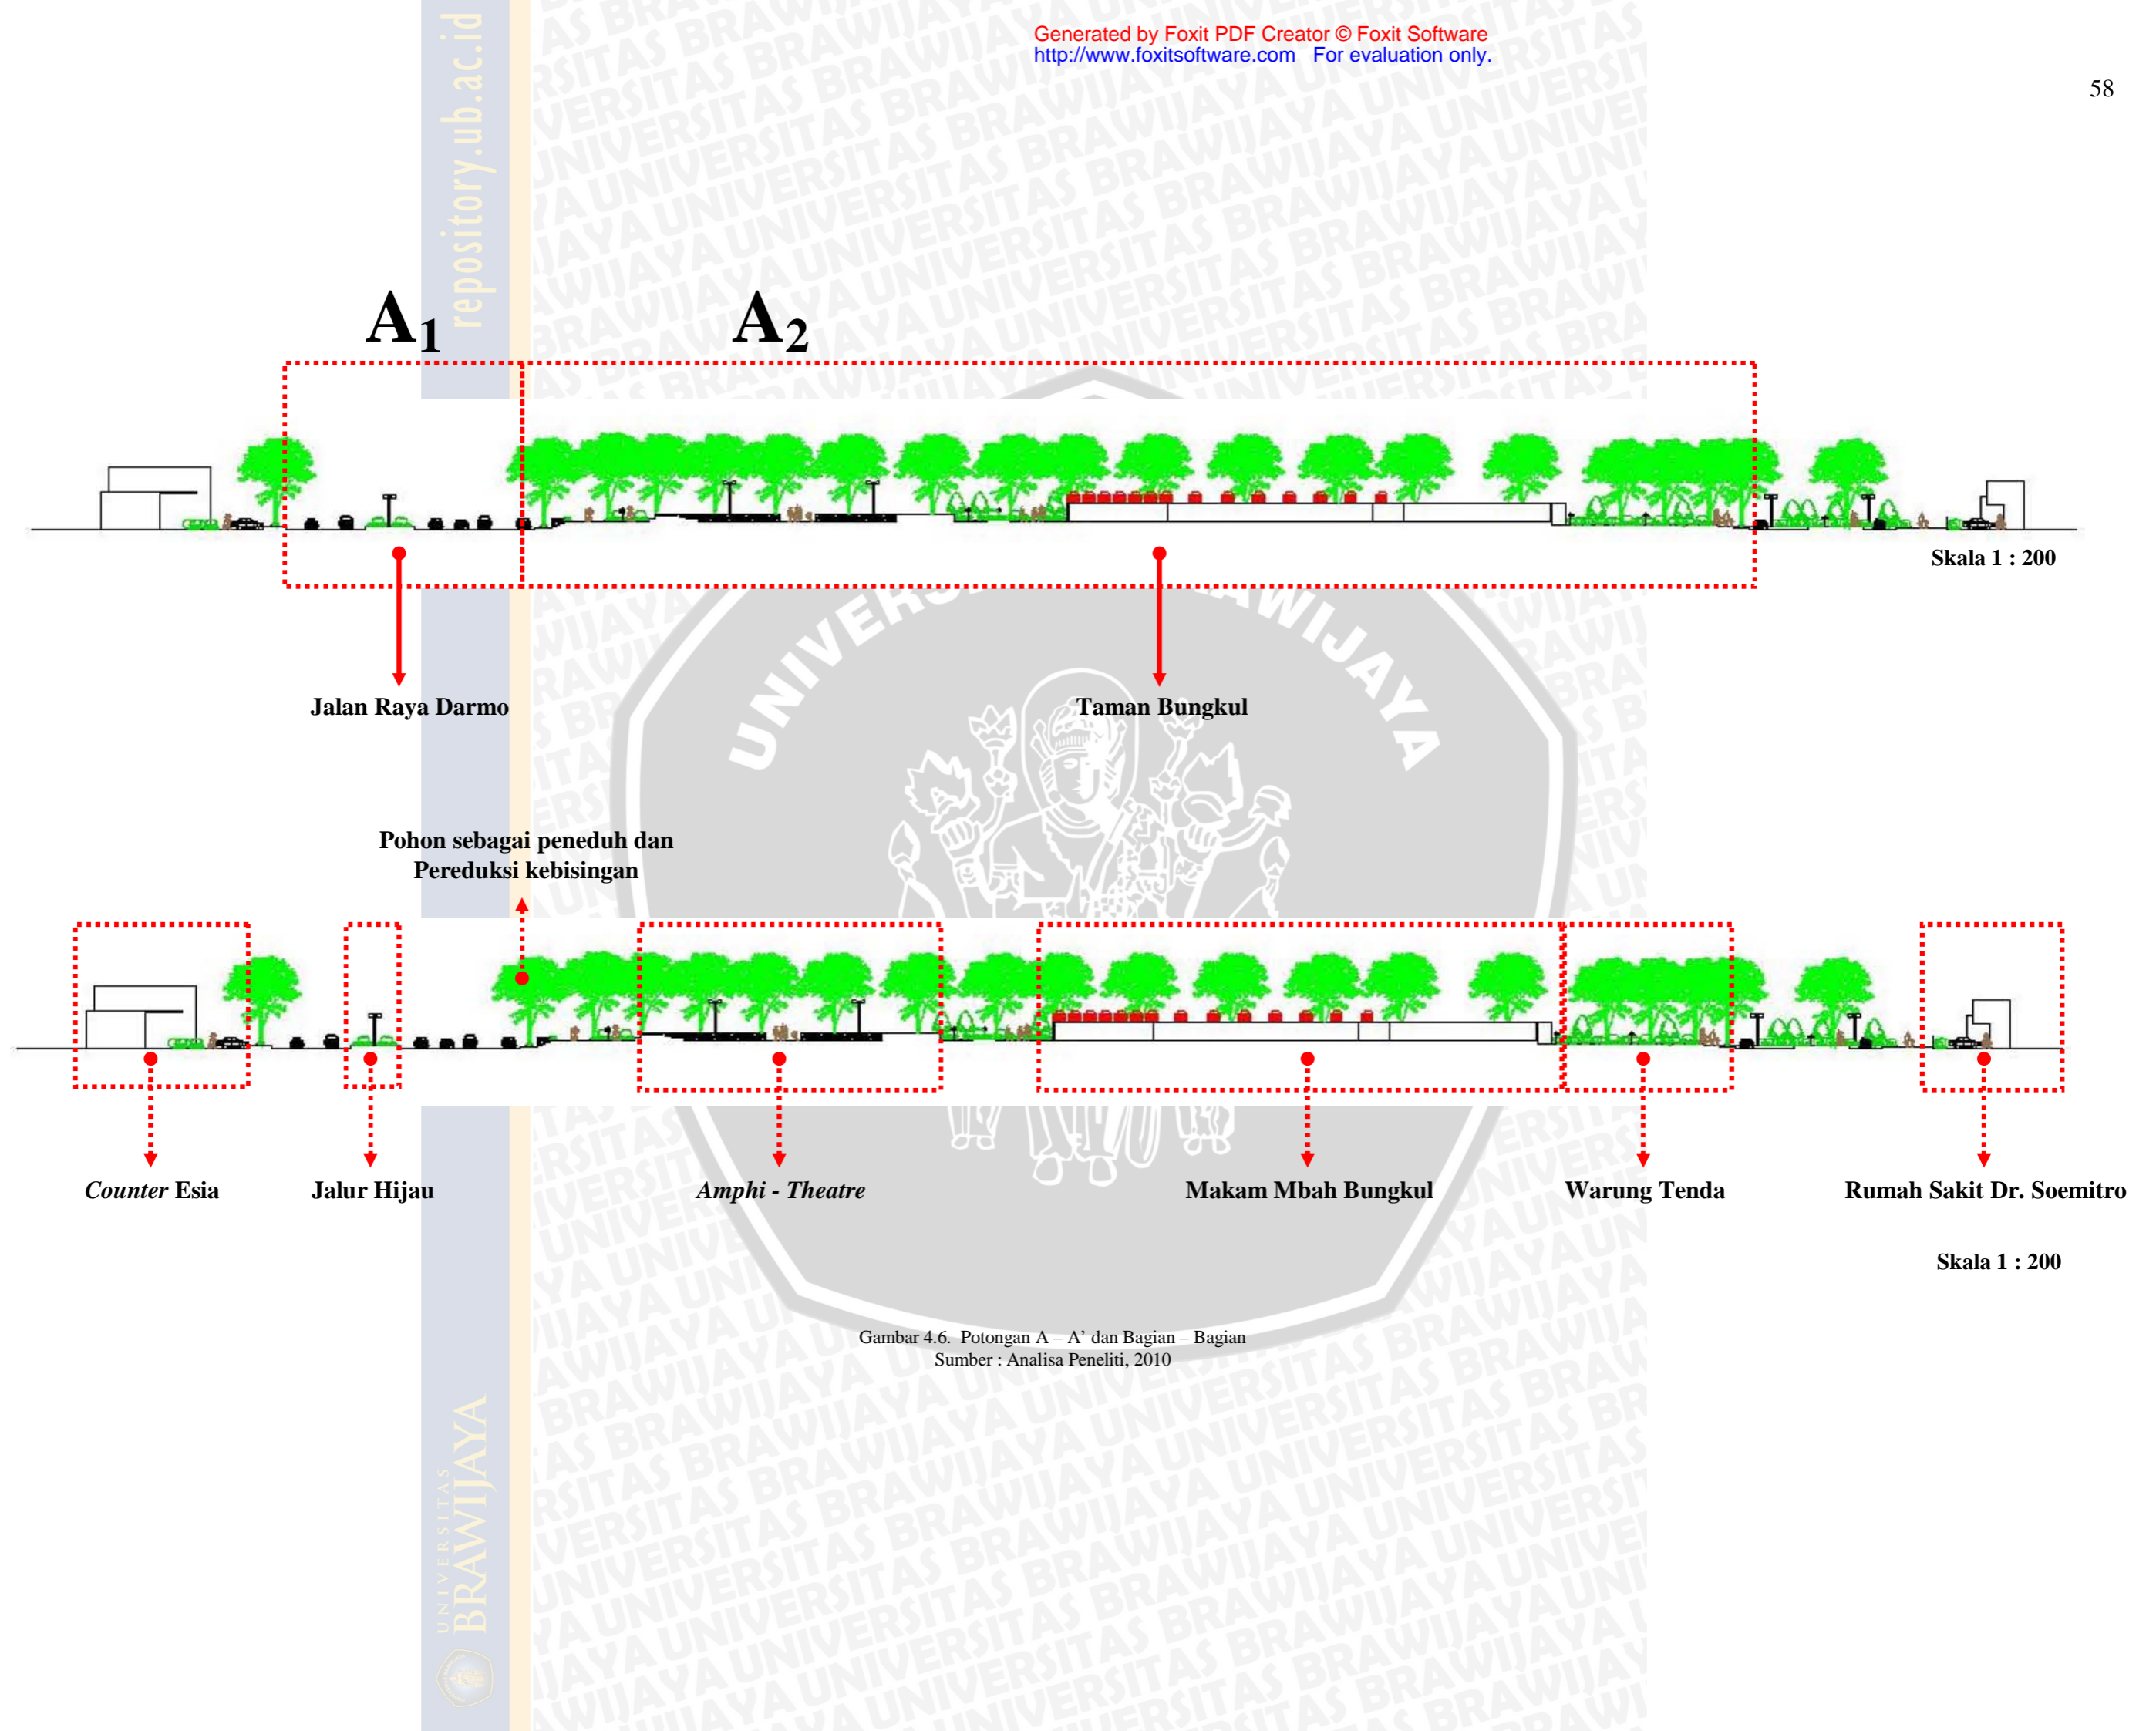 Generated by Foxit PDF Creator © Foxit Software
http://www.foxitsoftware.com For evaluation only.
58
repository.ub.ac.id
A1
A2
Skala 1 : 200
Jalan Raya Darmo
Taman Bungkul
UNIVERSITAS BRAWIJAYA
Pohon sebagai peneduh dan
Pereduksi kebisingan
Counter Esia
Jalur Hijau
Amphi - Theatre
Makam Mbah Bungkul
Warung Tenda
Rumah Sakit Dr. Soemitro
Skala 1 : 200
Gambar 4.6. Potongan A – A’ dan Bagian – Bagian
Sumber : Analisa Peneliti, 2010
UNIVERSITAS
BRAWIJAYA